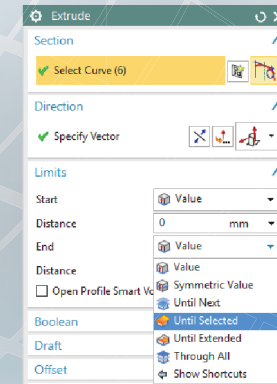 Extrude
Section
Select Curve (6)
Direction
Specify Vector
Limits
Start Value
Distance 0 mm
End Value
Distance Value
Symmetric Value
Open Profile Smart Vo
Until Next
Boolean Until Selected
Draft Until Extended
Through All
Offset Show Shortcuts